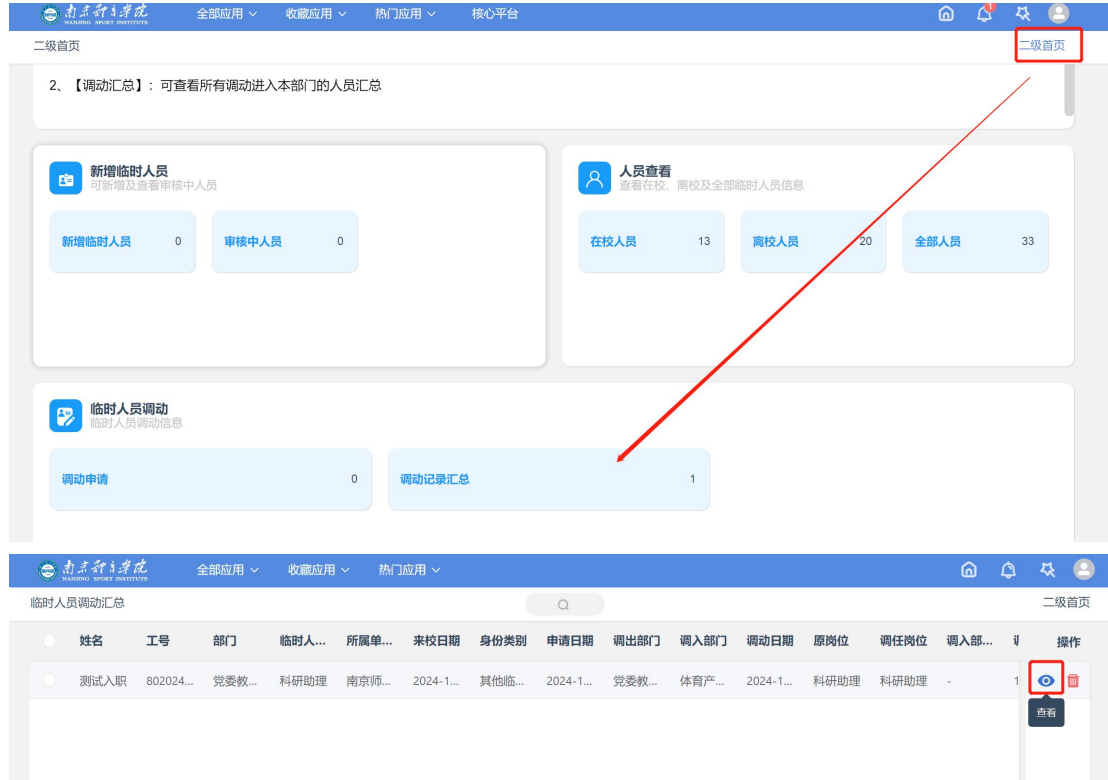 南京体育学院 全部应用 收藏应用 热门应用 核心平台 1
NANJING SPORT INSTITUTE
二级首页 二级首页
2、【调动汇总】：可查看所有调动进入本部门的人员汇总
新增临时人员
可新增及查看审核中人员
新增临时人员 0 审核中人员 0
人员查看
查看在校、离校及全部临时人员信息
在校人员 13 离校人员 20 全部人员 33
临时人员调动
临时人员调动信息
调动申请 0 调动记录汇总 1
南京体育学院 全部应用 收藏应用 热门应用
NANJING SPORT INSTITUTE
临时人员调动汇总 二级首页
姓名 工号 部门 临时人... 所属单... 来校日期 身份类别 申请日期 调出部门 调入部门 调动日期 原岗位 调任岗位 调入部... 操作
测试入职 802024... 党委教... 科研助理 南京师... 2024-1... 其他临... 2024-1... 党委教... 体育产... 2024-1... 科研助理 科研助理 - 1
查看